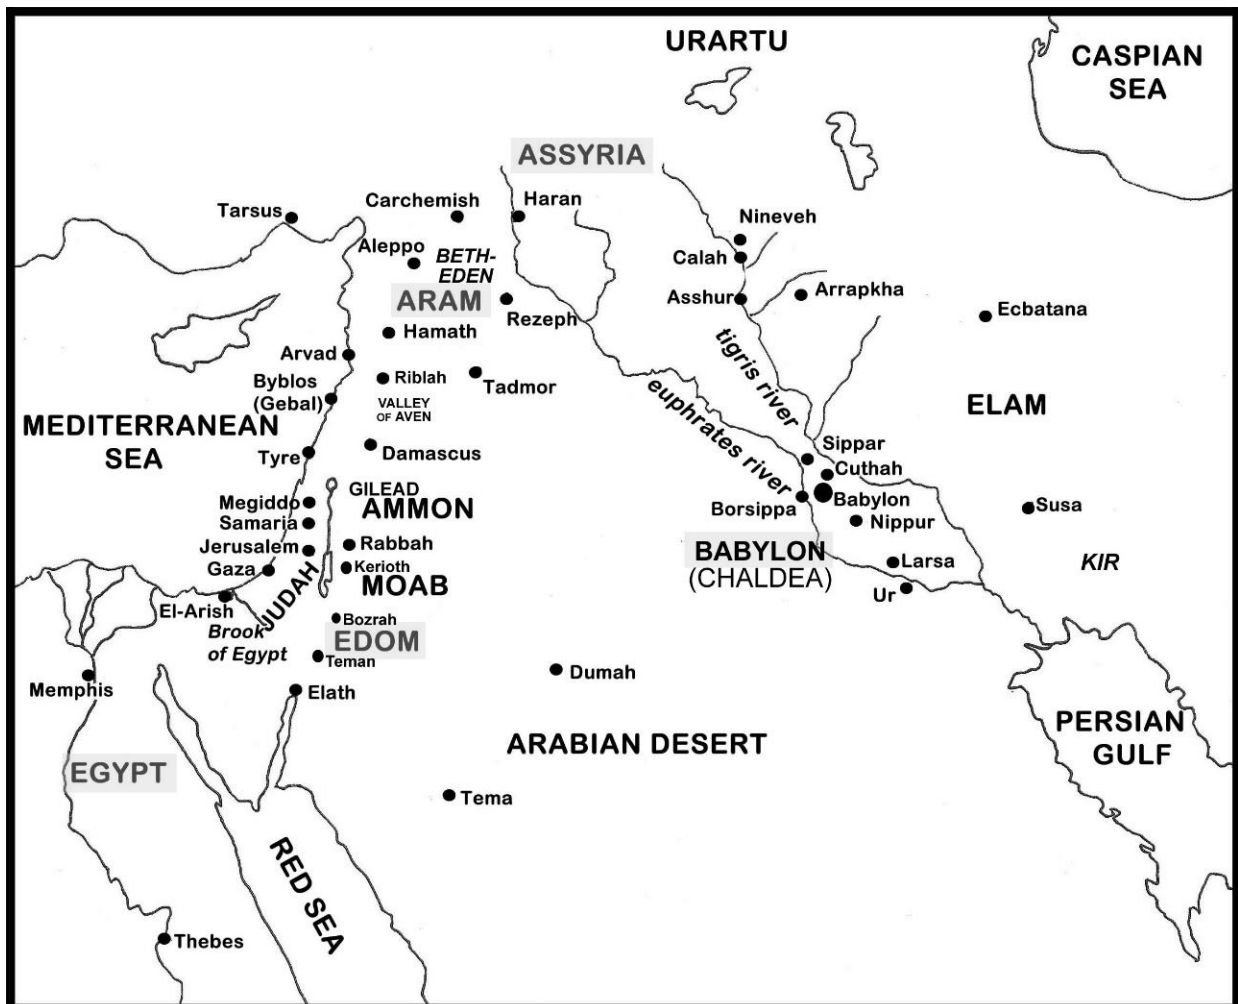 URARTU
CASPIAN
SEA
ASSYRIA
Carchemish
Haran
Tarsus
Nineveh
Aleppo
BETH-
EDEN
Calah
ARAM
Asshur
Arrapkha
Rezeph
Ecbatana
Hamath
tigris river
Arvad
Byblos
(Gebal)
Riblah
Tadmor
VALLEY
OF AVEN
euphrates river
ELAM
MEDITERRANEAN
SEA
Tyre
Damascus
Sippar
Cuthah
GILEAD
AMMON
Megiddo
Samaria
Babylon
Borsippa
Nippur
Susa
Jerusalem
Rabbah
BABYLON
(CHALDEA)
Larsa
KIR
Gaza
Kerioth
MOAB
JUDAH
Ur
El-Arish
Brook
of Egypt
Bozrah
EDOM
Teman
Dumah
Memphis
Elath
ARABIAN DESERT
PERSIAN
GULF
EGYPT
Tema
RED SEA
Thebes